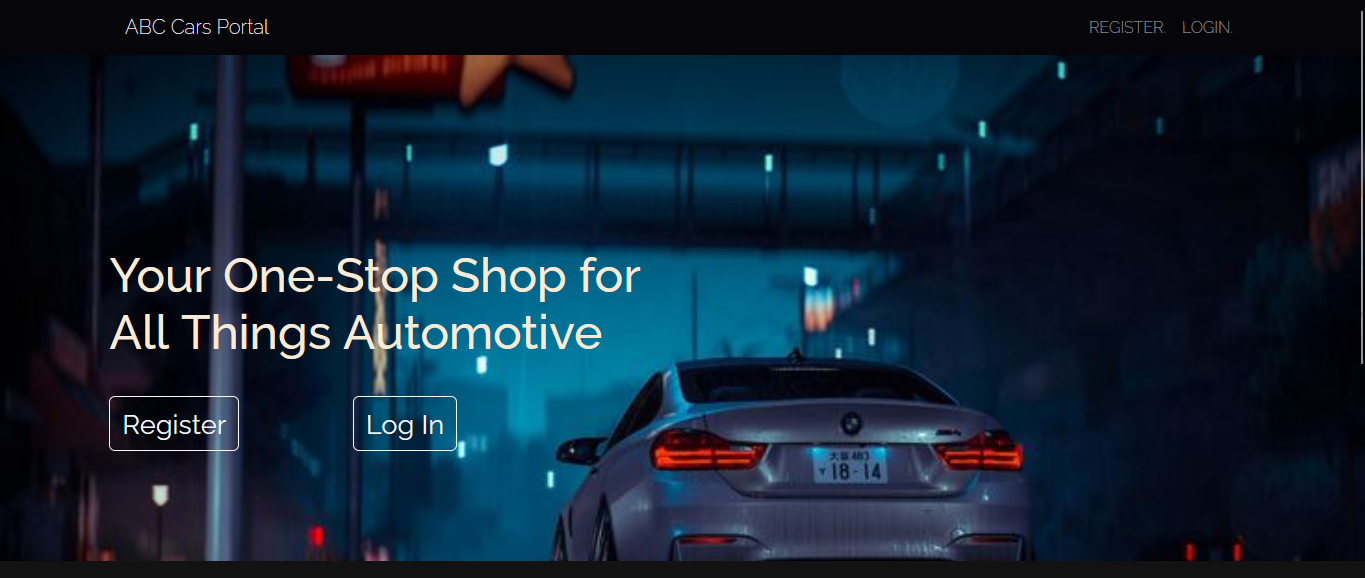 ABC Cars Portal
REGISTER.
LOGIN.
Your One-Stop Shop for
All Things Automotive
Register
Log In
M4
大阪 483
18-14